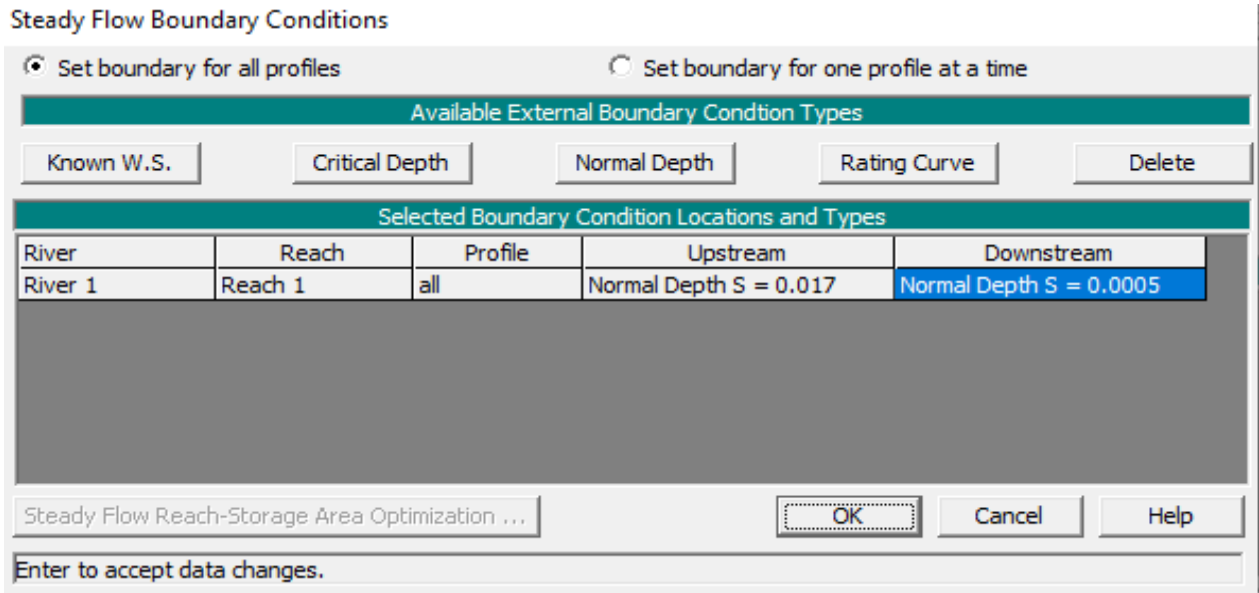 Steady Flow Boundary Conditions
Set boundary for all profiles Set boundary for one profile at a time
Available External Boundary Condtion Types
Known W.S. Critical Depth Normal Depth Rating Curve Delete
Selected Boundary Condition Locations and Types
River Reach Profile Upstream Downstream
River 1 Reach 1 all Normal Depth S = 0.017 Normal Depth S = 0.0005
Steady Flow Reach-Storage Area Optimization ... OK Cancel Help
Enter to accept data changes.